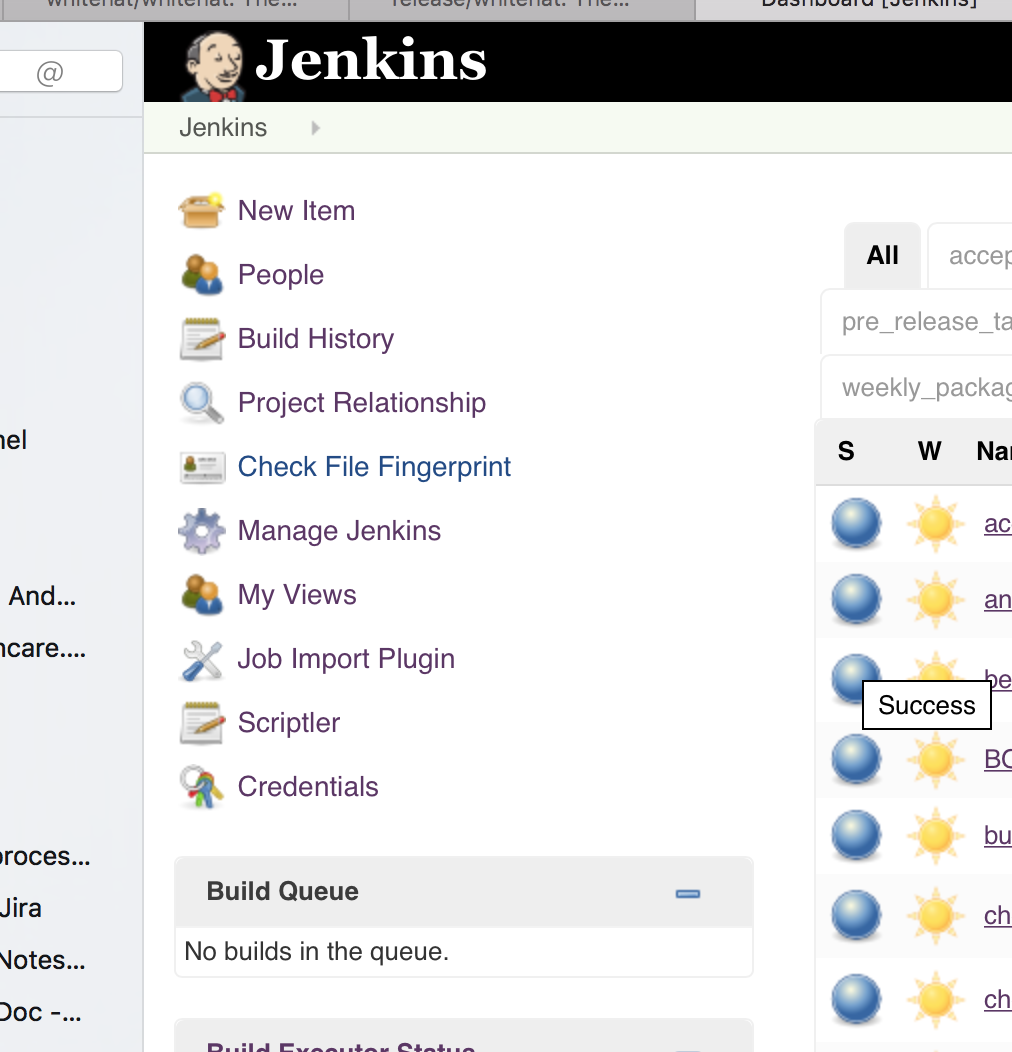 whitehat/whitehat: The...
release/whitehat: The...
Dashboard [Jenkins]
@
Jenkins
Jenkins
New Item
People
Build History
Project Relationship
Check File Fingerprint
Manage Jenkins
My Views
Job Import Plugin
Scriptler
Credentials
All
accep
pre_release_ta
weekly_packag
S W Nar
ac
an
be
Success
BC
bu
ch
ch
Build Queue
No builds in the queue.
Build Executor Status
nel
And...
ncare....
proces...
Jira
Notes...
Doc -...